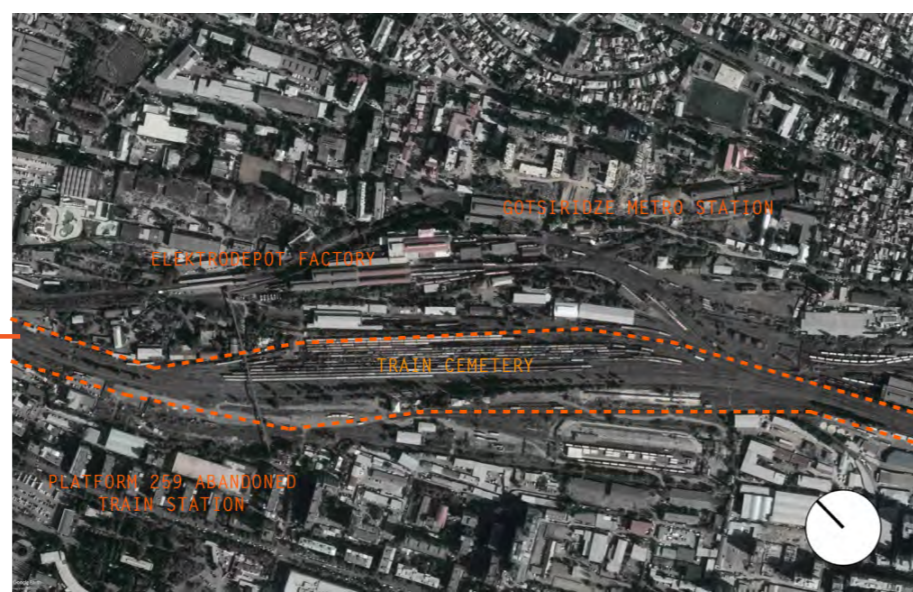 GOTSIRIDZE METRO STATION
ELEKTRODEPOT FACTORY
TRAIN CEMETERY
PLATFORM 259 ABANDONED
TRAIN STATION